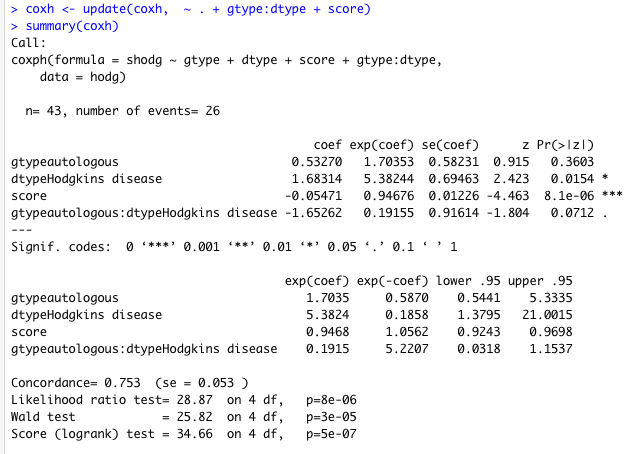 > coxh <- update(coxh,  ~ . + gtype:dtype + score)
> summary(coxh)
Call:
coxph(formula = shodg ~ gtype + dtype + score + gtype:dtype,
    data = hodg)

  n= 43, number of events= 26

                                         coef exp(coef) se(coef)      z Pr(>|z|)
gtypeautologous                       0.53270   1.70353  0.58231  0.915   0.3603
dtypeHodgkins disease                 1.68314   5.38244  0.69463  2.423   0.0154 *
score                                -0.05471   0.94676  0.01226 -4.463  8.1e-06 ***
gtypeautologous:dtypeHodgkins disease -1.65262   0.19155  0.91614 -1.804   0.0712 .
---
Signif. codes:  0 ‘***’ 0.001 ‘**’ 0.01 ‘*’ 0.05 ‘.’ 0.1 ‘ ’ 1

                                      exp(coef) exp(-coef) lower .95 upper .95
gtypeautologous                          1.7035     0.5870    0.5441    5.3335
dtypeHodgkins disease                    5.3824     0.1858    1.3795   21.0015
score                                    0.9468     1.0562    0.9243    0.9698
gtypeautologous:dtypeHodgkins disease    0.1915     5.2207    0.0318    1.1537

Concordance= 0.753  (se = 0.053 )
Likelihood ratio test= 28.87  on 4 df,   p=8e-06
Wald test            = 25.82  on 4 df,   p=3e-05
Score (logrank) test = 34.66  on 4 df,   p=5e-07